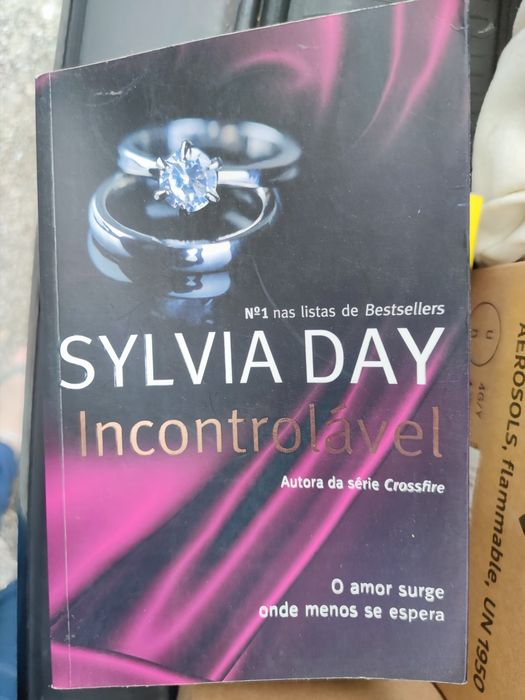 Nº1 nas listas de Bestsellers
SYLVIA DAY
Incontrolável
Autora da série Crossfire
O amor surge
onde menos se espera
AEROSOLS, flammable, UN 1950
4G/Y
u
n